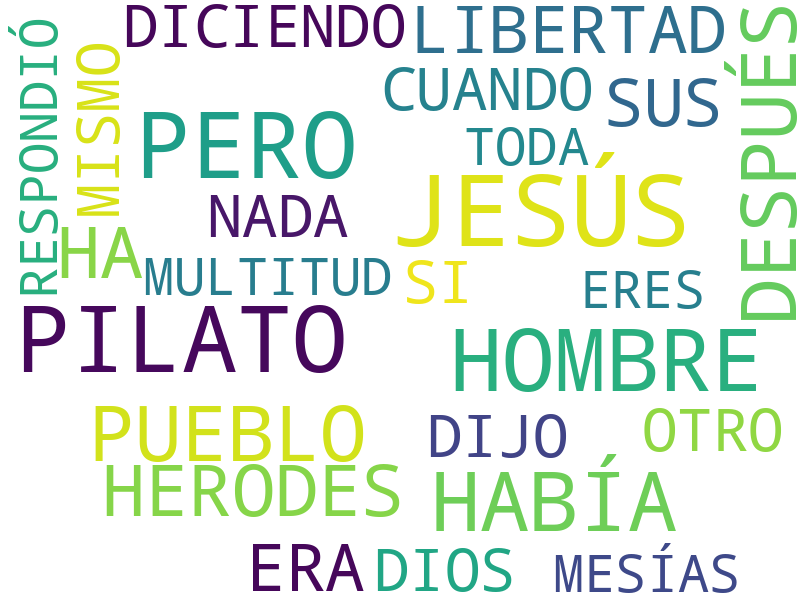 DICIENDO
LIBERTAD
DESPUÉS
RESPONDIÓ
MISMO
CUANDO
SUS
PERO
TODA
JESÚS
NADA
HA
MULTITUD
SI
ERES
PILATO
HOMBRE
PUEBLO
DIJO
OTRO
HERODES
HABÍA
ERA
DIOS
MESÍAS